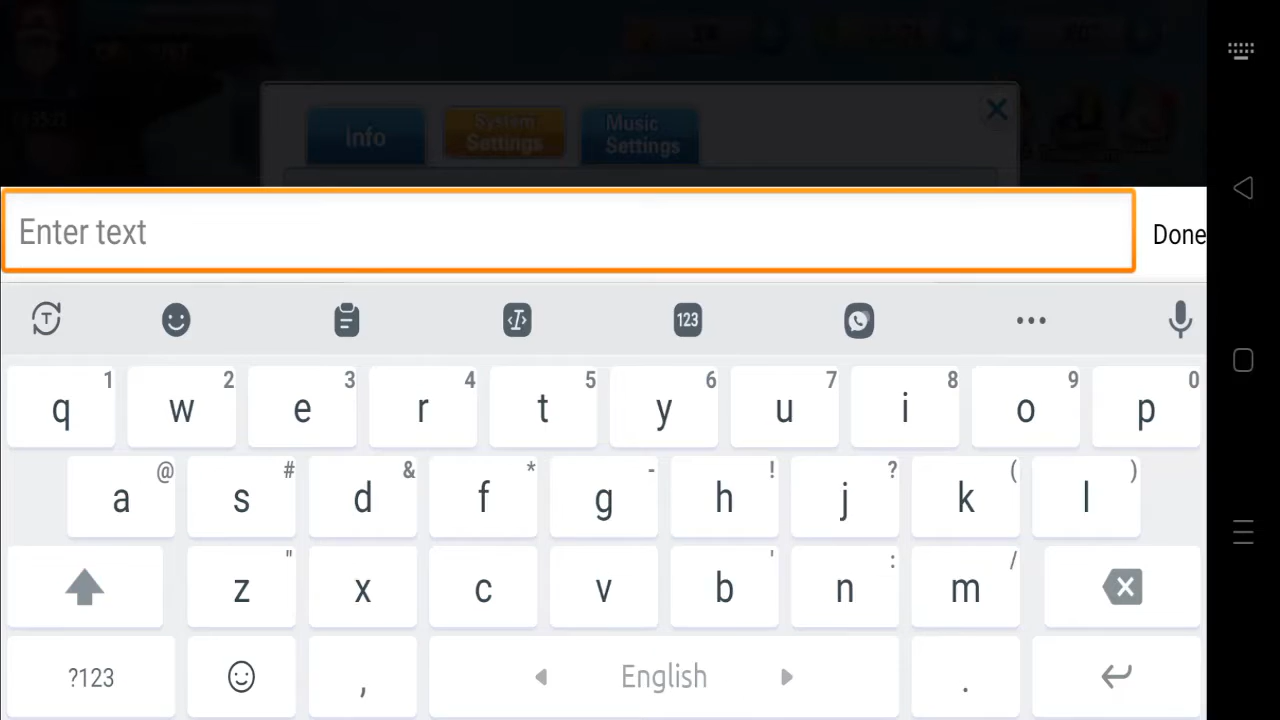 Info
System
Settings
Music
Settings
Enter text
Done
T
123
1 2 3 4 5 6 7 8 9 0
q w e r t y u i o p
@ # & * - ! ? ( )
a s d f g h j k l
" ' : /
z x c v b n m
?123 , English .